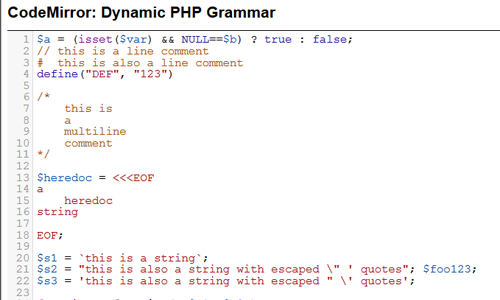 CodeMirror: Dynamic PHP Grammar
1 $a = (isset($var) && NULL==$b) ? true : false;
2 // this is a line comment
3 #  this is also a line comment
4 define("DEF", "123")
5
6 /*
7     this is
8     a
9     multiline
10     comment
11 */
12
13 $heredoc = <<<EOF
14 a
15     heredoc
16 string
17
18 EOF;
19
20 $s1 = `this is a string`;
21 $s2 = "this is also a string with escaped \" ' quotes"; $foo123;
22 $s3 = 'this is also a string with escaped " \' quotes';
23